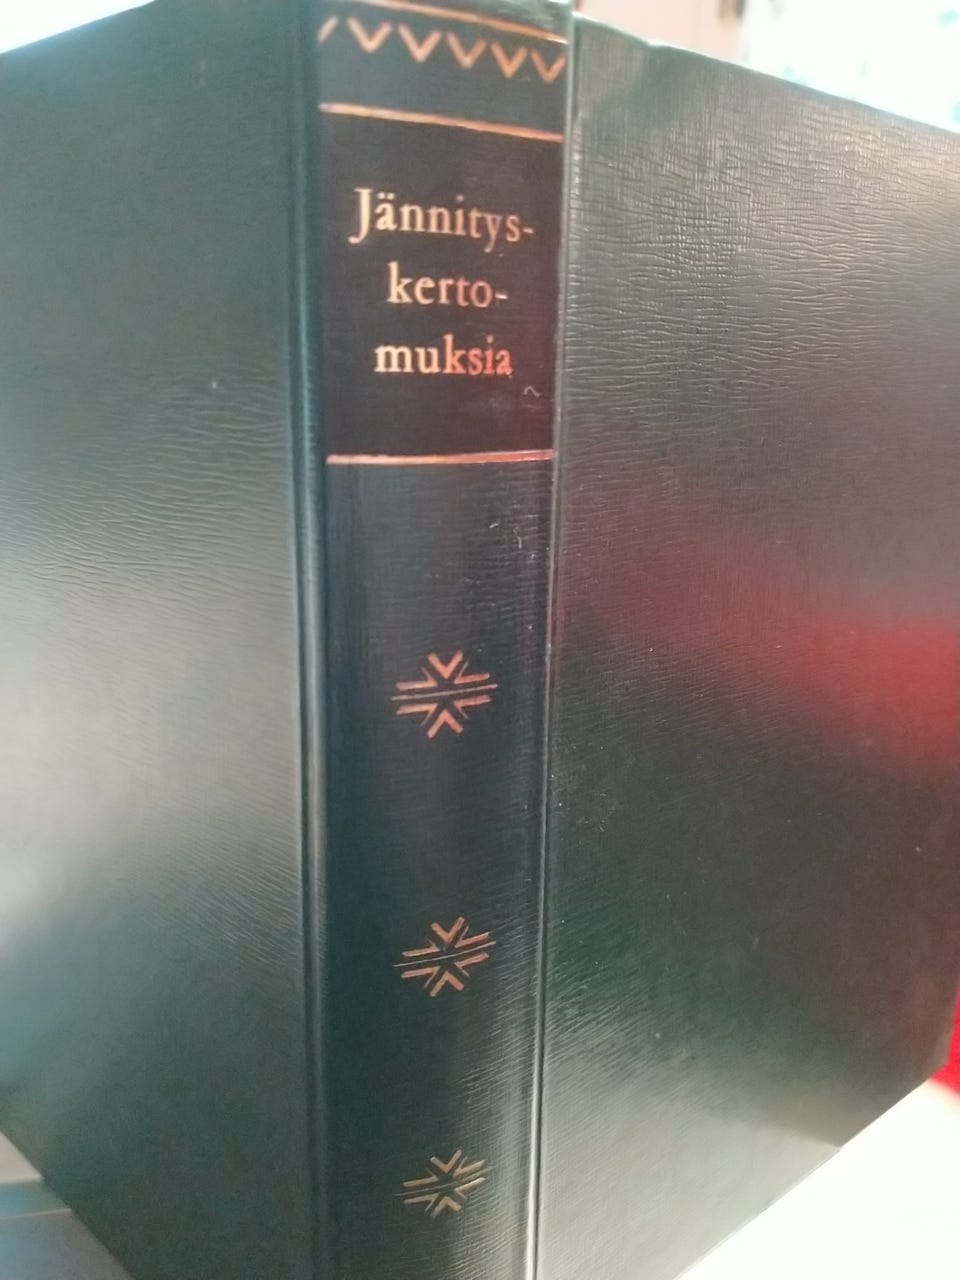 Jännitys-
kerto-
muksia